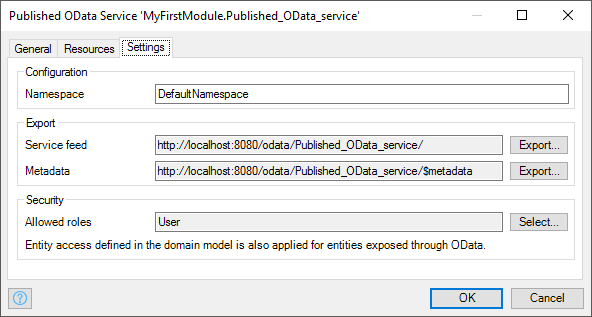 Published OData Service 'MyFirstModule.Published_OData_service'
General Resources Settings
Configuration
Namespace DefaultNamespace
Export
Service feed http://localhost:8080/odata/Published_OData_service/ Export...
Metadata http://localhost:8080/odata/Published_OData_service/$metadata Export...
Security
Allowed roles User Select...
Entity access defined in the domain model is also applied for entities exposed through OData.
? OK Cancel